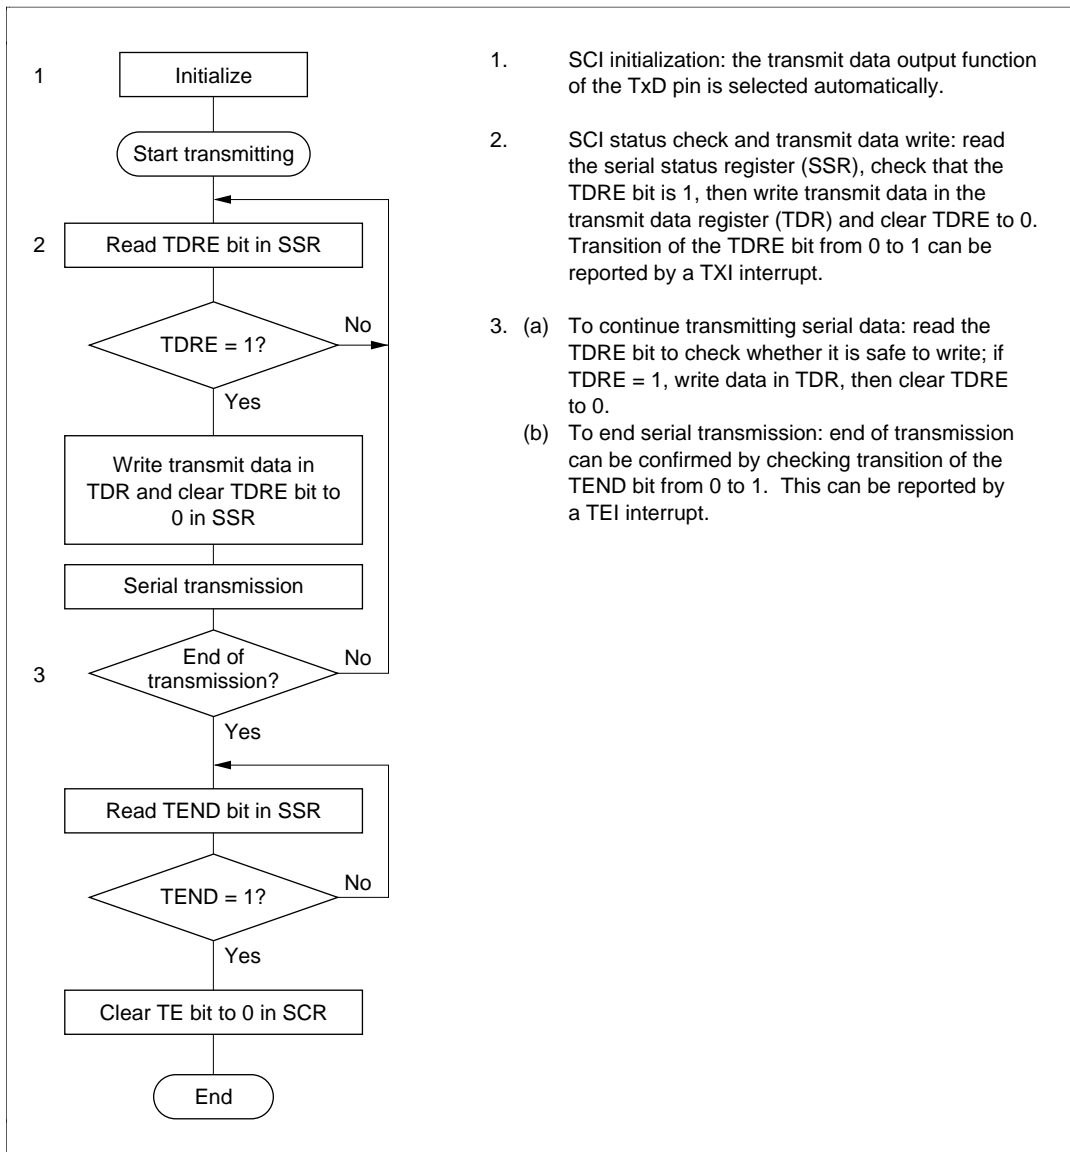 1
Initialize
Start transmitting
2
Read TDRE bit in SSR
TDRE = 1?
No
Yes
Write transmit data in
TDR and clear TDRE bit to
0 in SSR
Serial transmission
3
End of
transmission?
No
Yes
Read TEND bit in SSR
TEND = 1?
No
Yes
Clear TE bit to 0 in SCR
End
1. SCI initialization: the transmit data output function
of the TxD pin is selected automatically.
2. SCI status check and transmit data write: read
the serial status register (SSR), check that the
TDRE bit is 1, then write transmit data in the
transmit data register (TDR) and clear TDRE to 0.
Transition of the TDRE bit from 0 to 1 can be
reported by a TXI interrupt.
3. (a) To continue transmitting serial data: read the
TDRE bit to check whether it is safe to write; if
TDRE = 1, write data in TDR, then clear TDRE
to 0.
(b) To end serial transmission: end of transmission
can be confirmed by checking transition of the
TEND bit from 0 to 1.  This can be reported by
a TEI interrupt.